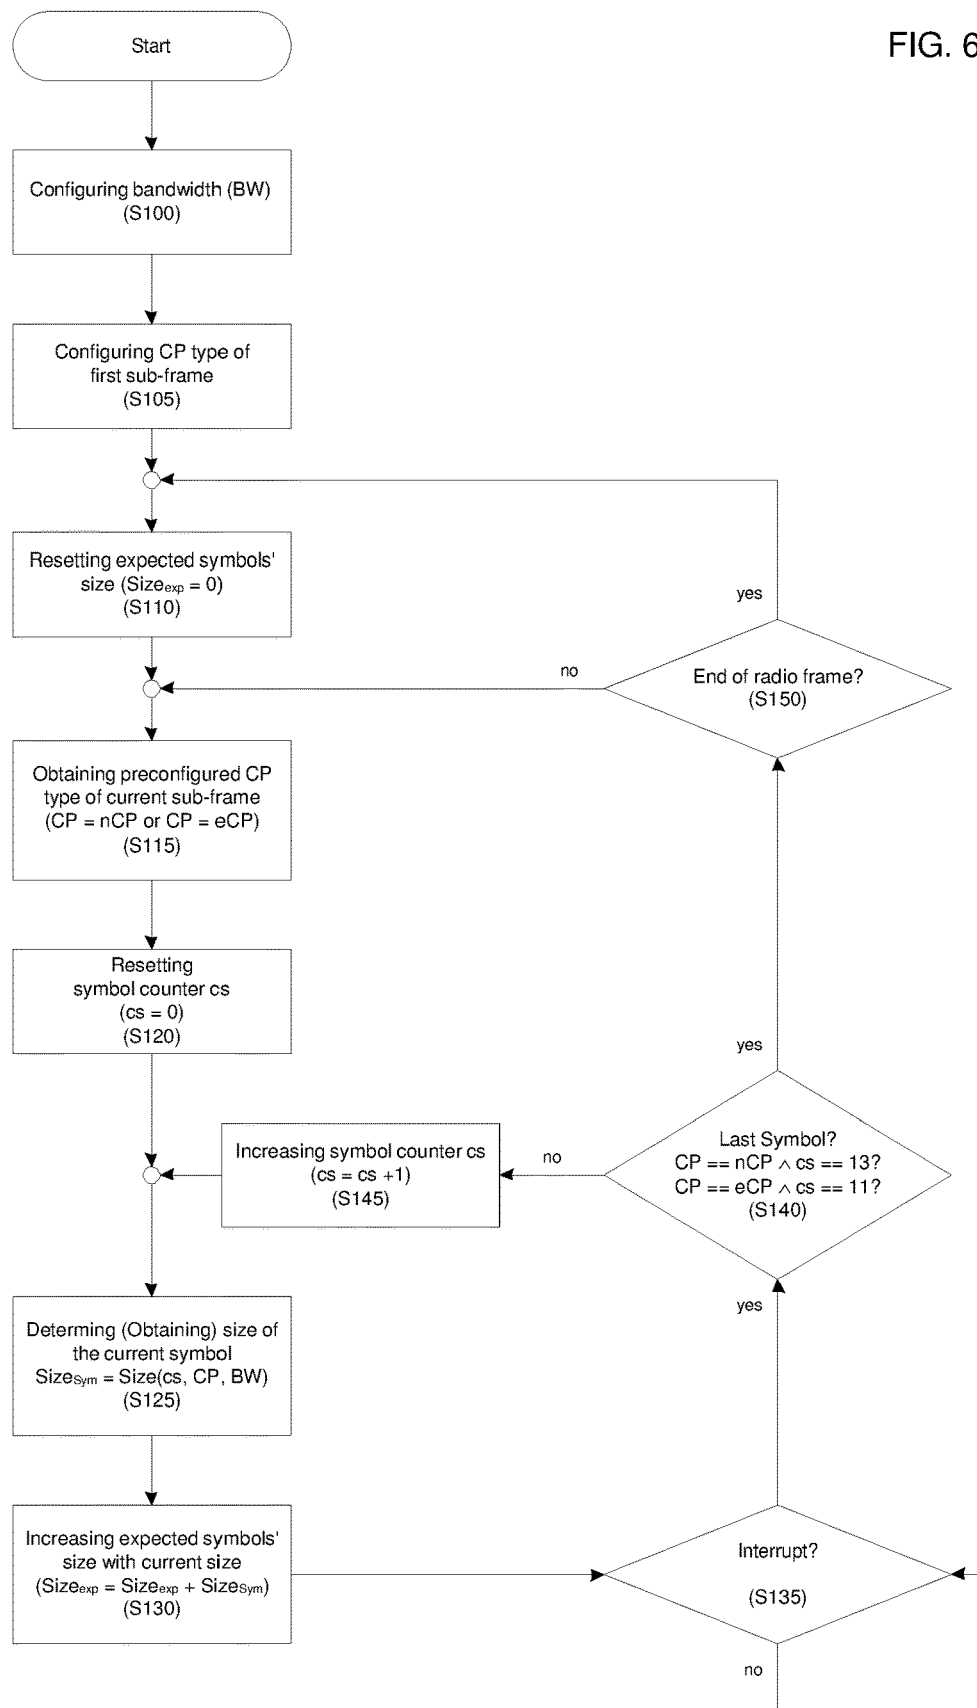 Start
FIG. 6
Configuring bandwidth (BW)
(S100)
Configuring CP type of
first sub-frame
(S105)
Resetting expected symbols'
size (Sizeexp = 0)
(S110)
yes
no
End of radio frame?
(S150)
Obtaining preconfigured CP
type of current sub-frame
(CP = nCP or CP = eCP)
(S115)
Resetting
symbol counter cs
(cs = 0)
(S120)
yes
Increasing symbol counter cs
(cs = cs +1)
(S145)
no
Last Symbol?
CP == nCP ∧ cs == 13?
CP == eCP ∧ cs == 11?
(S140)
yes
Determing (Obtaining) size of
the current symbol
SizeSym = Size(cs, CP, BW)
(S125)
Increasing expected symbols'
size with current size
(Sizeexp = Sizeexp + SizeSym)
(S130)
Interrupt?
(S135)
no